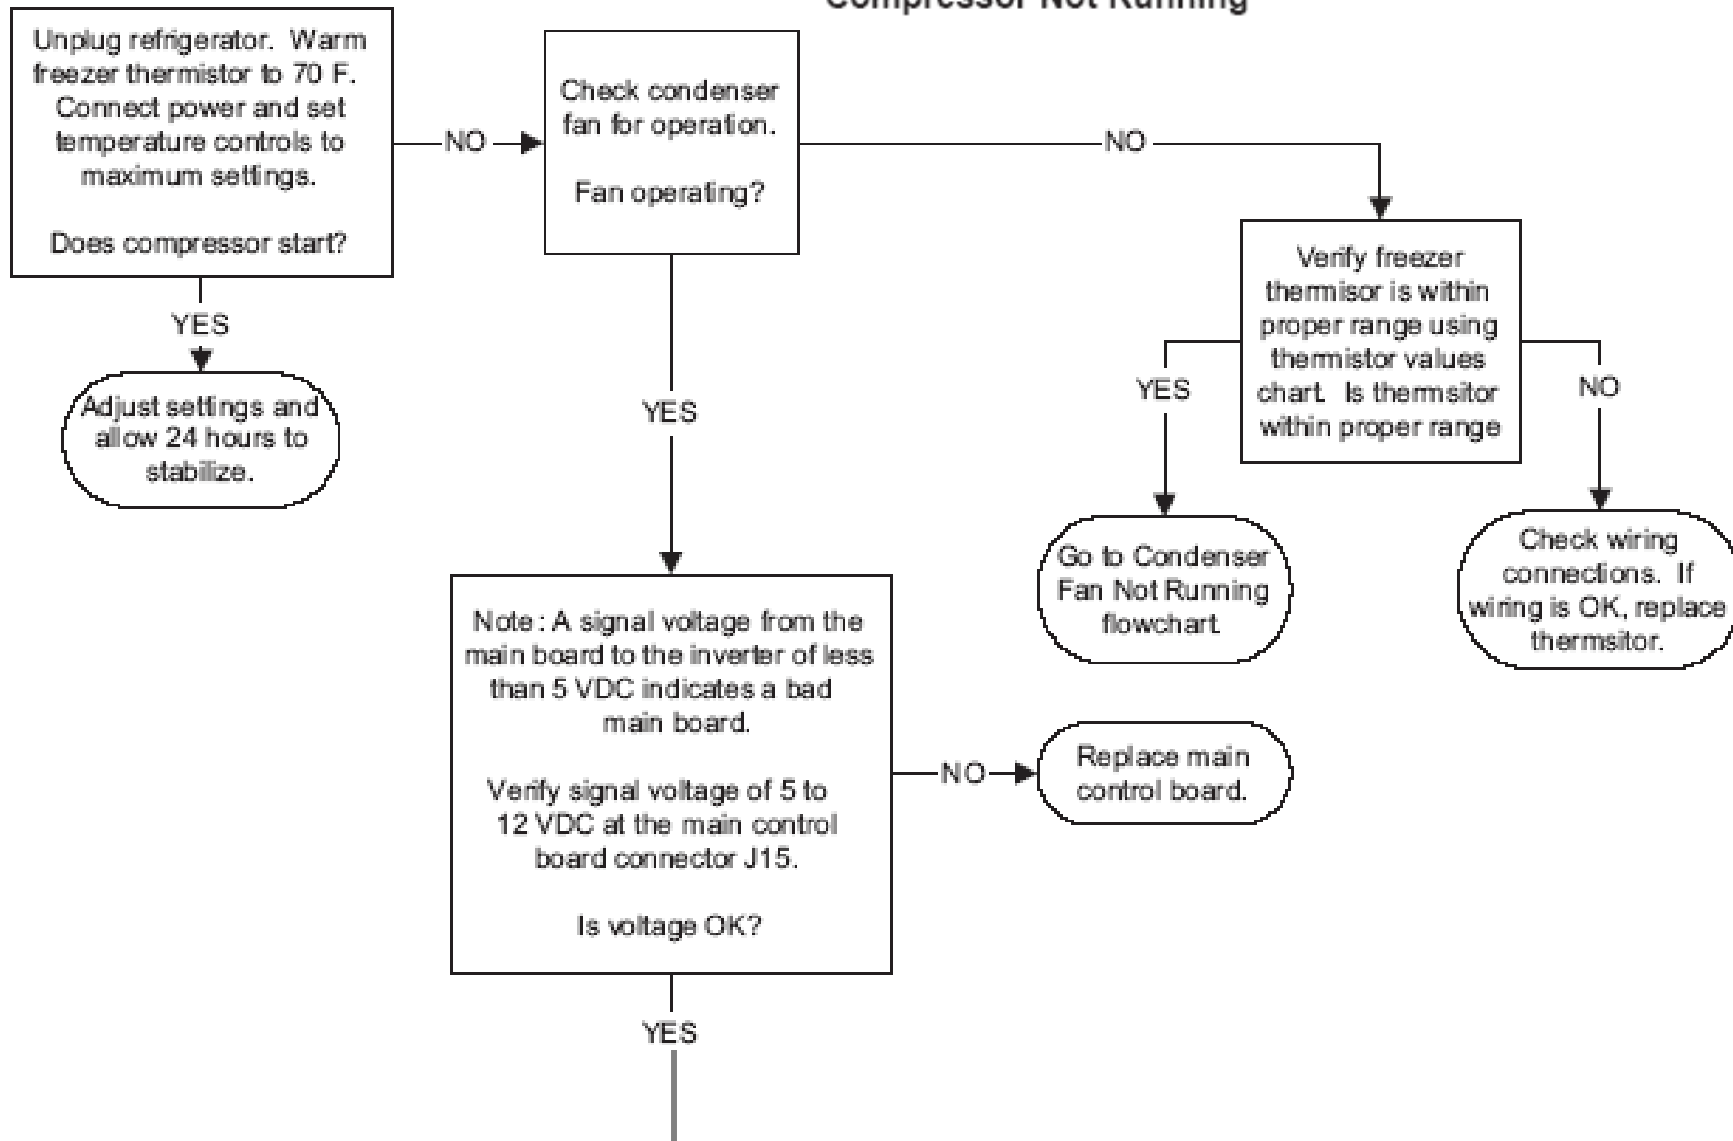 Compressor Not Running
Unplug refrigerator. Warm
freezer thermistor to 70 F.
Connect power and set
temperature controls to
maximum settings.
Does compressor start?
NO
Check condenser
fan for operation.
Fan operating?
NO
YES
Adjust settings and
allow 24 hours to
stabilize.
YES
Verify freezer
thermisor is within
proper range using
thermistor values
chart. Is thermsitor
within proper range
YES
NO
Go to Condenser
Fan Not Running
flowchart.
Check wiring
connections. If
wiring is OK, replace
thermsitor.
Note: A signal voltage from the
main board to the inverter of less
than 5 VDC indicates a bad
main board.
Verify signal voltage of 5 to
12 VDC at the main control
board connector J15.
Is voltage OK?
NO
Replace main
control board.
YES